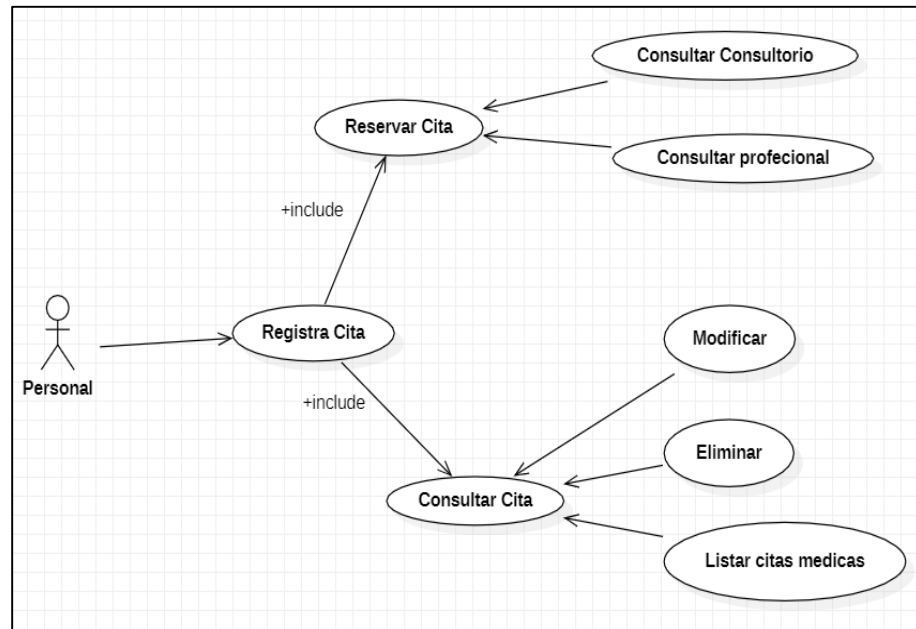 Consultar Consultorio
Reservar Cita
Consultar profecional
+include
Registra Cita
Modificar
Personal
+include
Eliminar
Consultar Cita
Listar citas medicas